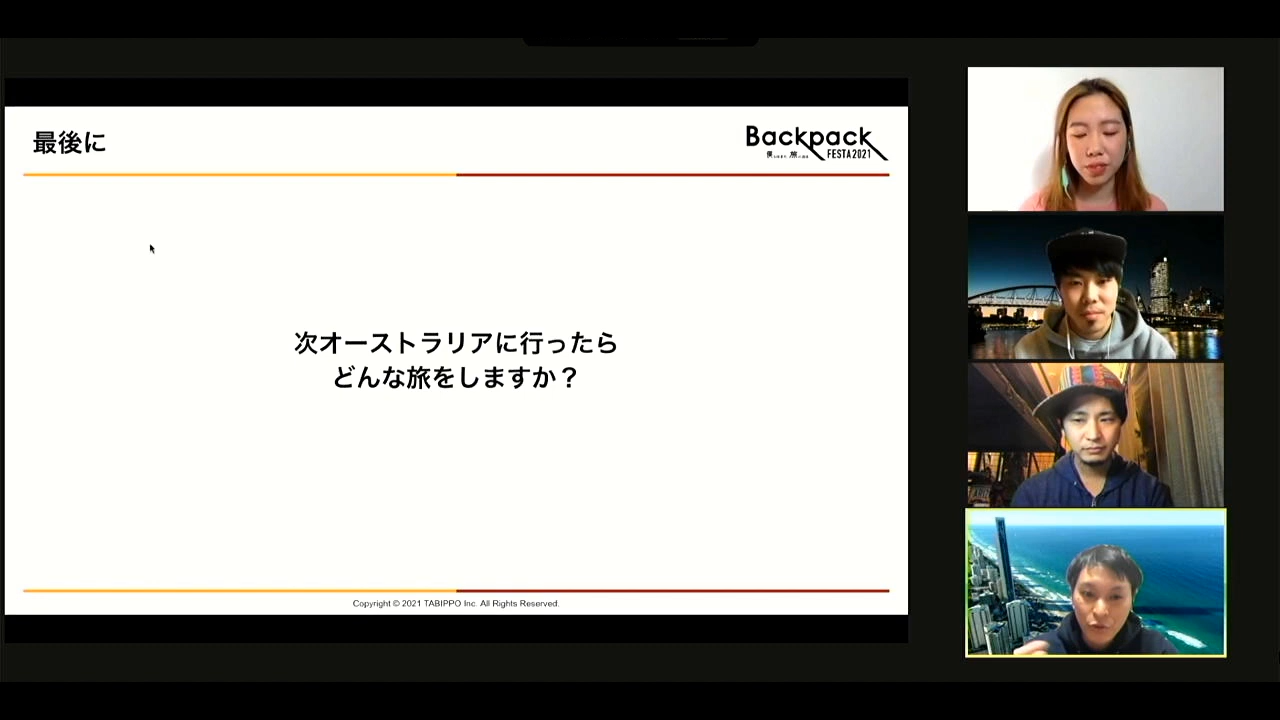 最後に
Backpack
FESTA2021
次オーストラリアに行ったら
どんな旅をしますか？
Copyright © 2021 TABIPPO Inc. All Rights Reserved.